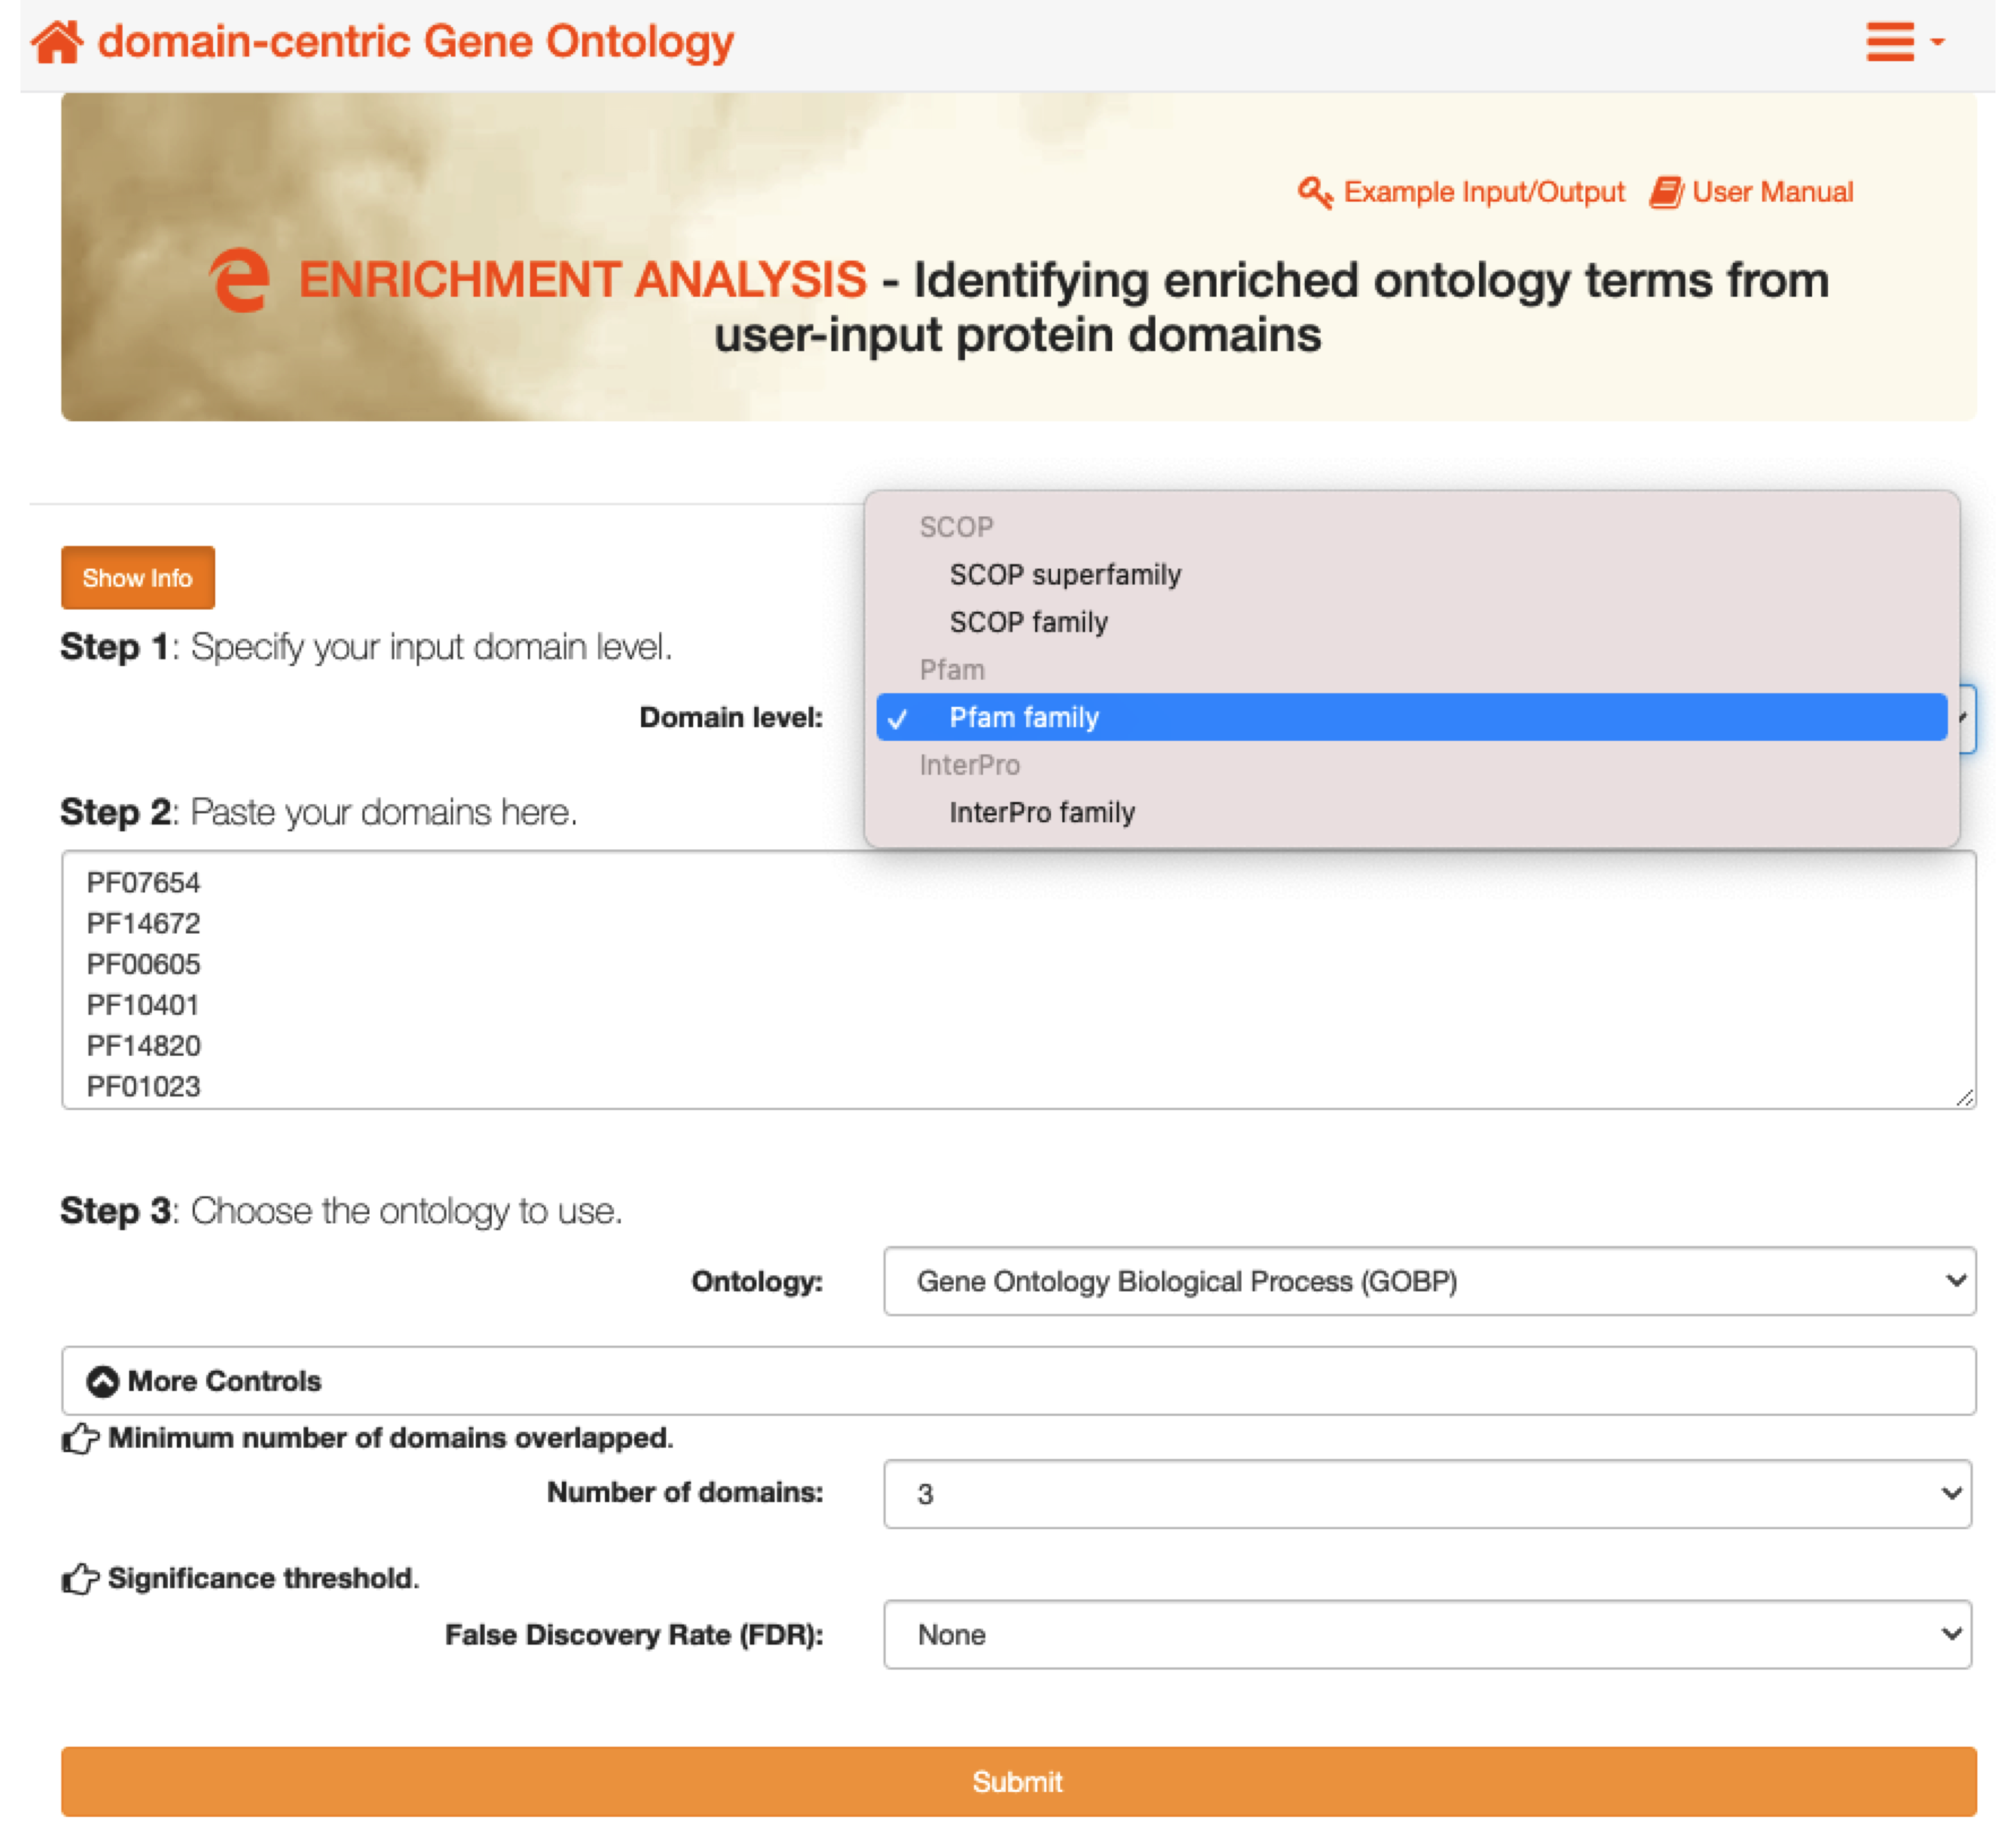 domain-centric Gene Ontology
Example Input/Output User Manual
ENRICHMENT ANALYSIS - Identifying enriched ontology terms from
user-input protein domains
Show Info
Step 1: Specify your input domain level.
Domain level:
SCOP
SCOP superfamily
SCOP family
Pfam
✓ Pfam family
InterPro
InterPro family
Step 2: Paste your domains here.
PF07654
PF14672
PF00605
PF10401
PF14820
PF01023
Step 3: Choose the ontology to use.
Ontology: Gene Ontology Biological Process (GOBP)
More Controls
Minimum number of domains overlapped.
Number of domains: 3
Significance threshold.
False Discovery Rate (FDR): None
Submit